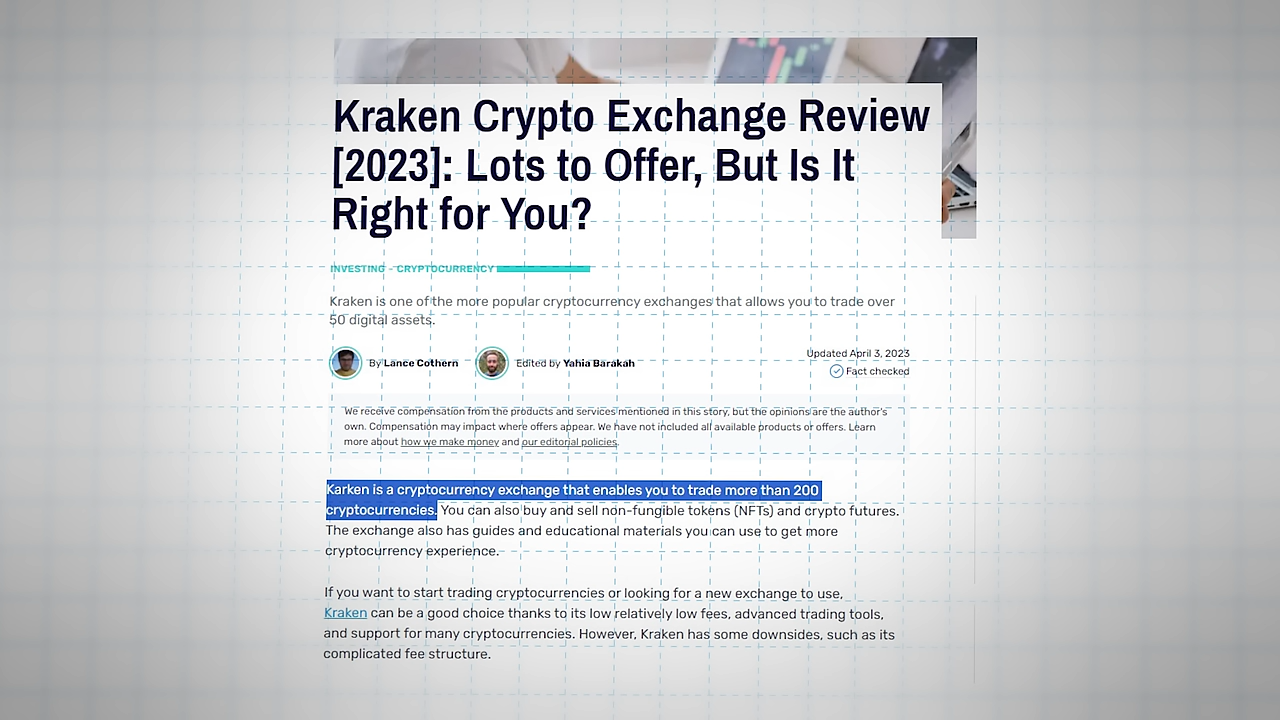 Kraken Crypto Exchange Review
[2023]: Lots to Offer, But Is It
Right for You?
INVESTING - CRYPTOCURRENCY
Kraken is one of the more popular cryptocurrency exchanges that allows you to trade over
50 digital assets.
By Lance Cothern
Edited by Yahia Barakah
Updated April 3, 2023
Fact checked
We receive compensation from the products and services mentioned in this story, but the opinions are the author's
own. Compensation may impact where offers appear. We have not included all available products or offers. Learn
more about how we make money and our editorial policies.
Karken is a cryptocurrency exchange that enables you to trade more than 200
cryptocurrencies. You can also buy and sell non-fungible tokens (NFTs) and crypto futures.
The exchange also has guides and educational materials you can use to get more
cryptocurrency experience.
If you want to start trading cryptocurrencies or looking for a new exchange to use,
Kraken can be a good choice thanks to its low relatively low fees, advanced trading tools,
and support for many cryptocurrencies. However, Kraken has some downsides, such as its
complicated fee structure.